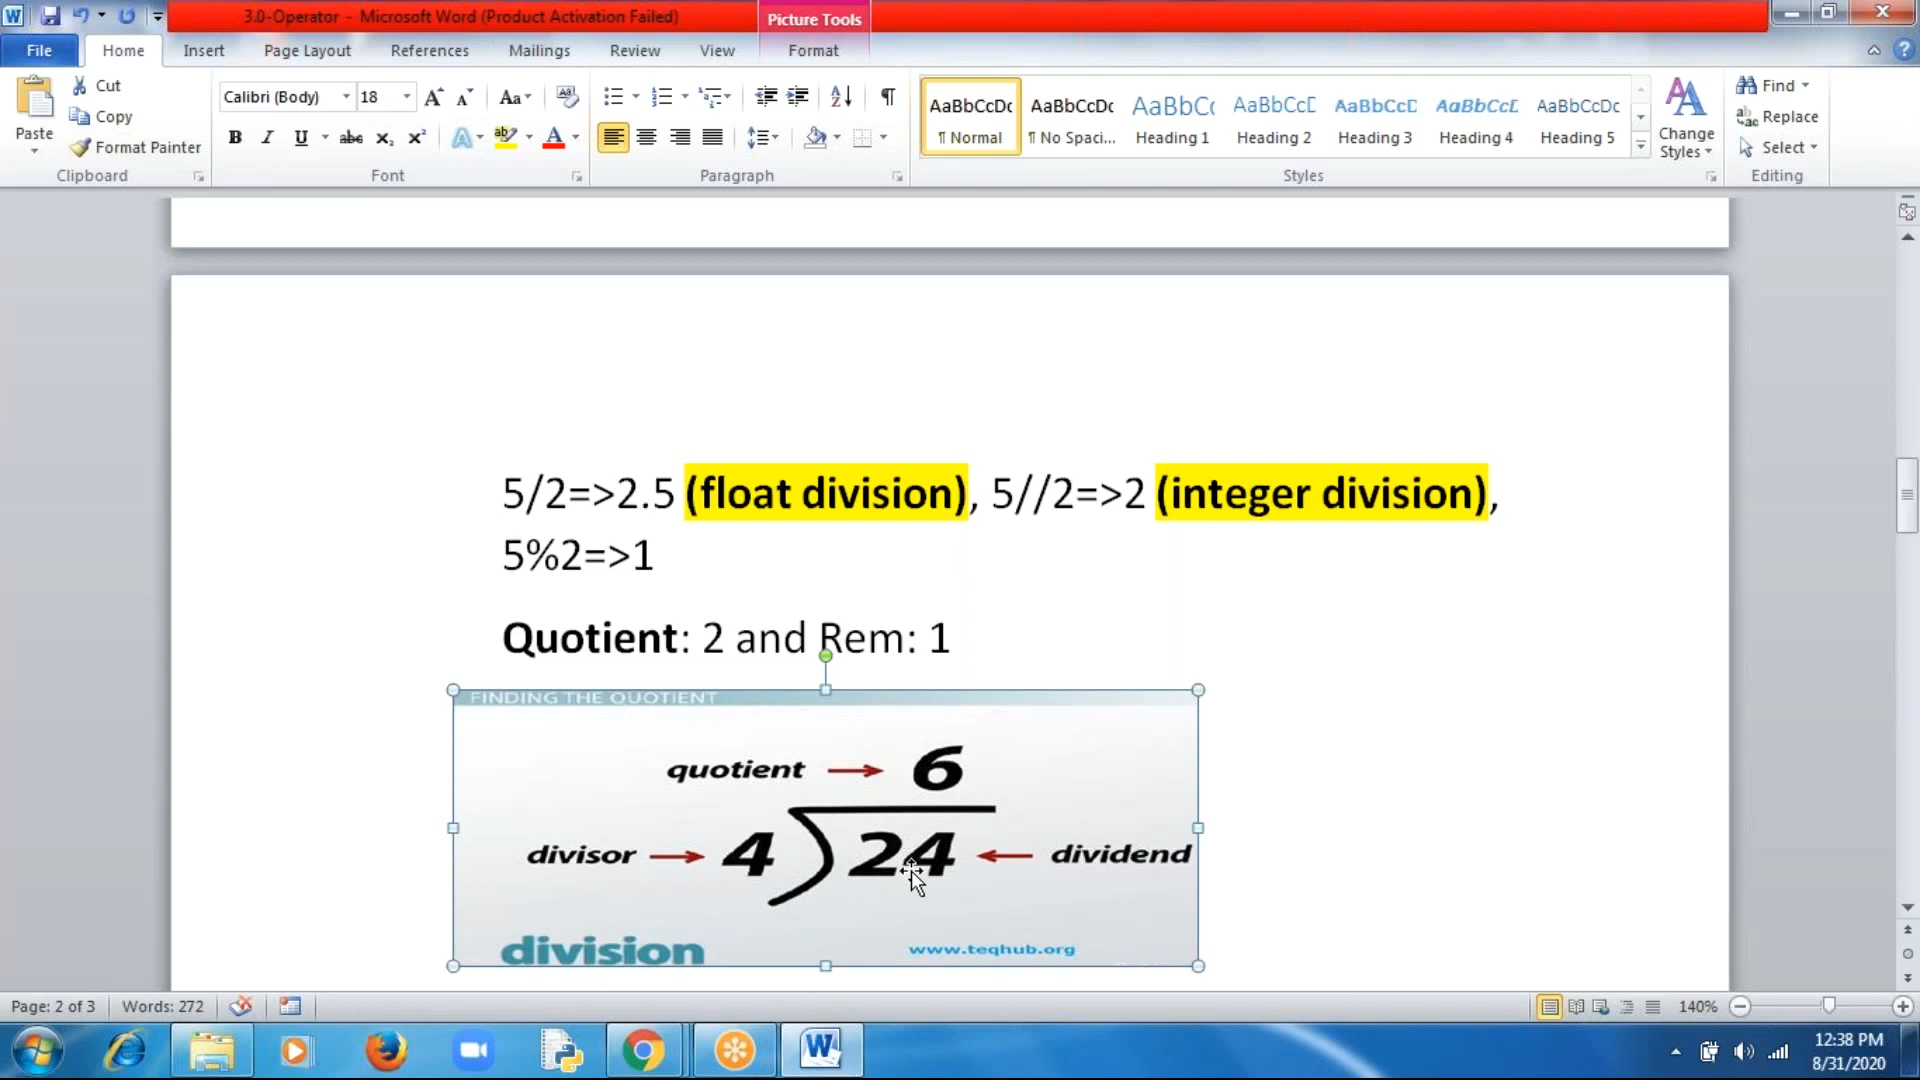 3.0-Operator - Microsoft Word (Product Activation Failed)
Picture Tools
File Home Insert Page Layout References Mailings Review View Format
Paste
Cut
Copy
Format Painter
Clipboard
Calibri (Body) 18
Font
Paragraph
AaBbCcDc AaBbCcDc AaBbC AaBbCcD AaBbCcD AaBbCcD AaBbCcDc
¶ Normal ¶ No Spaci... Heading 1 Heading 2 Heading 3 Heading 4 Heading 5
Styles
Change Styles
Find
Replace
Select
Editing
5/2=>2.5 (float division), 5//2=>2 (integer division),
5%2=>1
Quotient: 2 and Rem: 1
FINDING THE QUOTIENT
quotient → 6
divisor → 4 24 ← dividend
division www.teqhub.org
Page: 2 of 3 Words: 272 140%
12:38 PM
8/31/2020